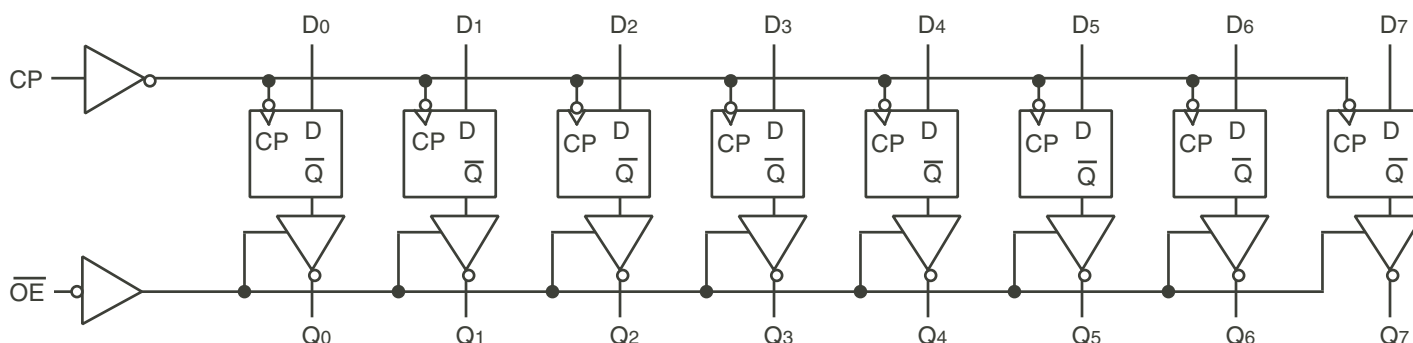 D0 D1 D2 D3 D4 D5 D6 D7
CP
CP D CP D CP D CP D CP D CP D CP D CP D
Q̅ Q̅ Q̅ Q̅ Q̅ Q̅ Q̅ Q̅
O̅E̅
Q0 Q1 Q2 Q3 Q4 Q5 Q6 Q7